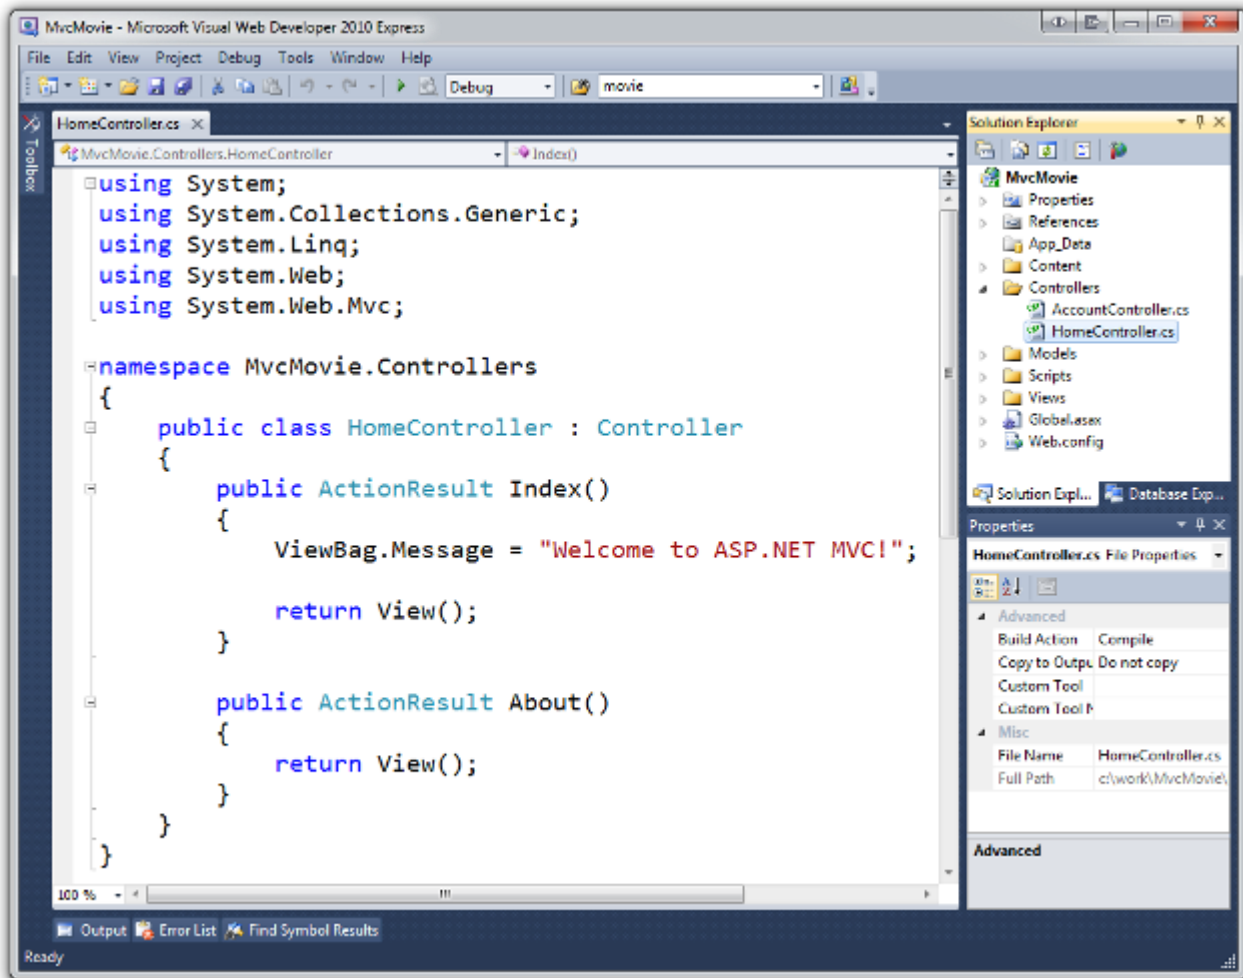 MvcMovie - Microsoft Visual Web Developer 2010 Express
File Edit View Project Debug Tools Window Help
Debug movie
Toolbox
HomeController.cs
MvcMovie.Controllers.HomeController Index()
using System;
using System.Collections.Generic;
using System.Linq;
using System.Web;
using System.Web.Mvc;
namespace MvcMovie.Controllers
{
public class HomeController : Controller
{
public ActionResult Index()
{
ViewBag.Message = "Welcome to ASP.NET MVC!";
return View();
}
public ActionResult About()
{
return View();
}
}
}
100 %
Solution Explorer
MvcMovie
Properties
References
App_Data
Content
Controllers
AccountController.cs
HomeController.cs
Models
Scripts
Views
Global.asax
Web.config
Solution Expl... Database Exp...
Properties
HomeController.cs File Properties
Advanced
Build Action Compile
Copy to Outpu Do not copy
Custom Tool
Custom Tool N
Misc
File Name HomeController.cs
Full Path c:\work\MvcMovie\
Advanced
Output Error List Find Symbol Results
Ready